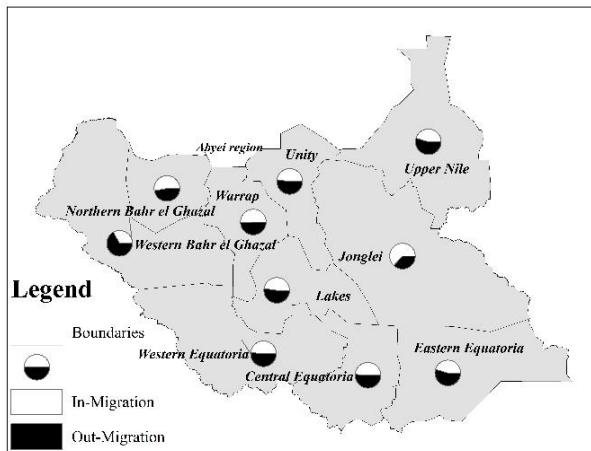 Abyei region
Unity
Upper Nile
Warrap
Northern Bahr el Ghazal
Western Bahr el Ghazal
Jonglei
Legend
Lakes
Boundaries
Western Equatoria
Eastern Equatoria
Central Equatoria
In-Migration
Out-Migration